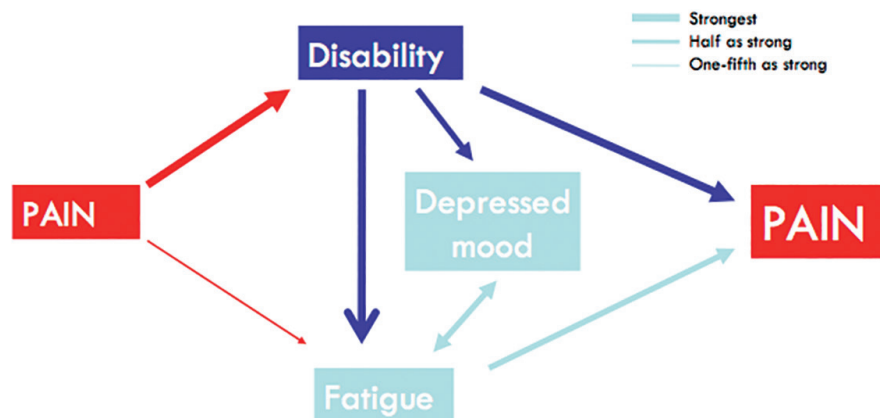 Strongest
Half as strong
One-fifth as strong
Disability
PAIN
Depressed
mood
PAIN
Fatigue